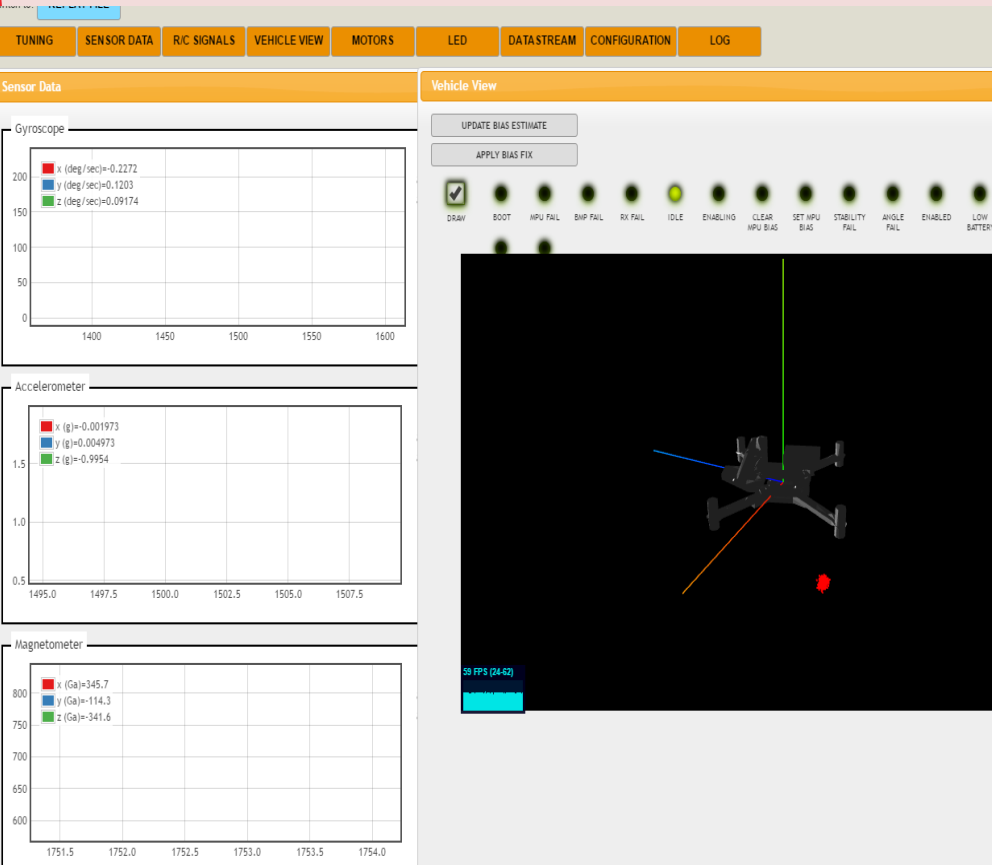 TUNING SENSOR DATA R/C SIGNALS VEHICLE VIEW MOTORS LED DATASTREAM CONFIGURATION LOG
Sensor Data
Gyroscope
x (deg/sec)=-0.2272
y (deg/sec)=0.1203
z (deg/sec)=0.09174
200
150
100
50
0
1400 1450 1500 1550 1600
Accelerometer
x (g)=-0.001973
y (g)=0.004973
z (g)=-0.9954
1.5
1.0
0.5
1495.0 1497.5 1500.0 1502.5 1505.0 1507.5
Magnetometer
x (Ga)=345.7
y (Ga)=-114.3
z (Ga)=-341.6
800
750
700
650
600
1751.5 1752.0 1752.5 1753.0 1753.5 1754.0
Vehicle View
UPDATE BIAS ESTIMATE
APPLY BIAS FIX
DRAW BOOT MPU FAIL BMP FAIL RX FAIL IDLE ENABLING CLEAR MPU BIAS SET MPU BIAS STABILITY FAIL ANGLE FAIL ENABLED LOW BATTERY
59 FPS (24-62)